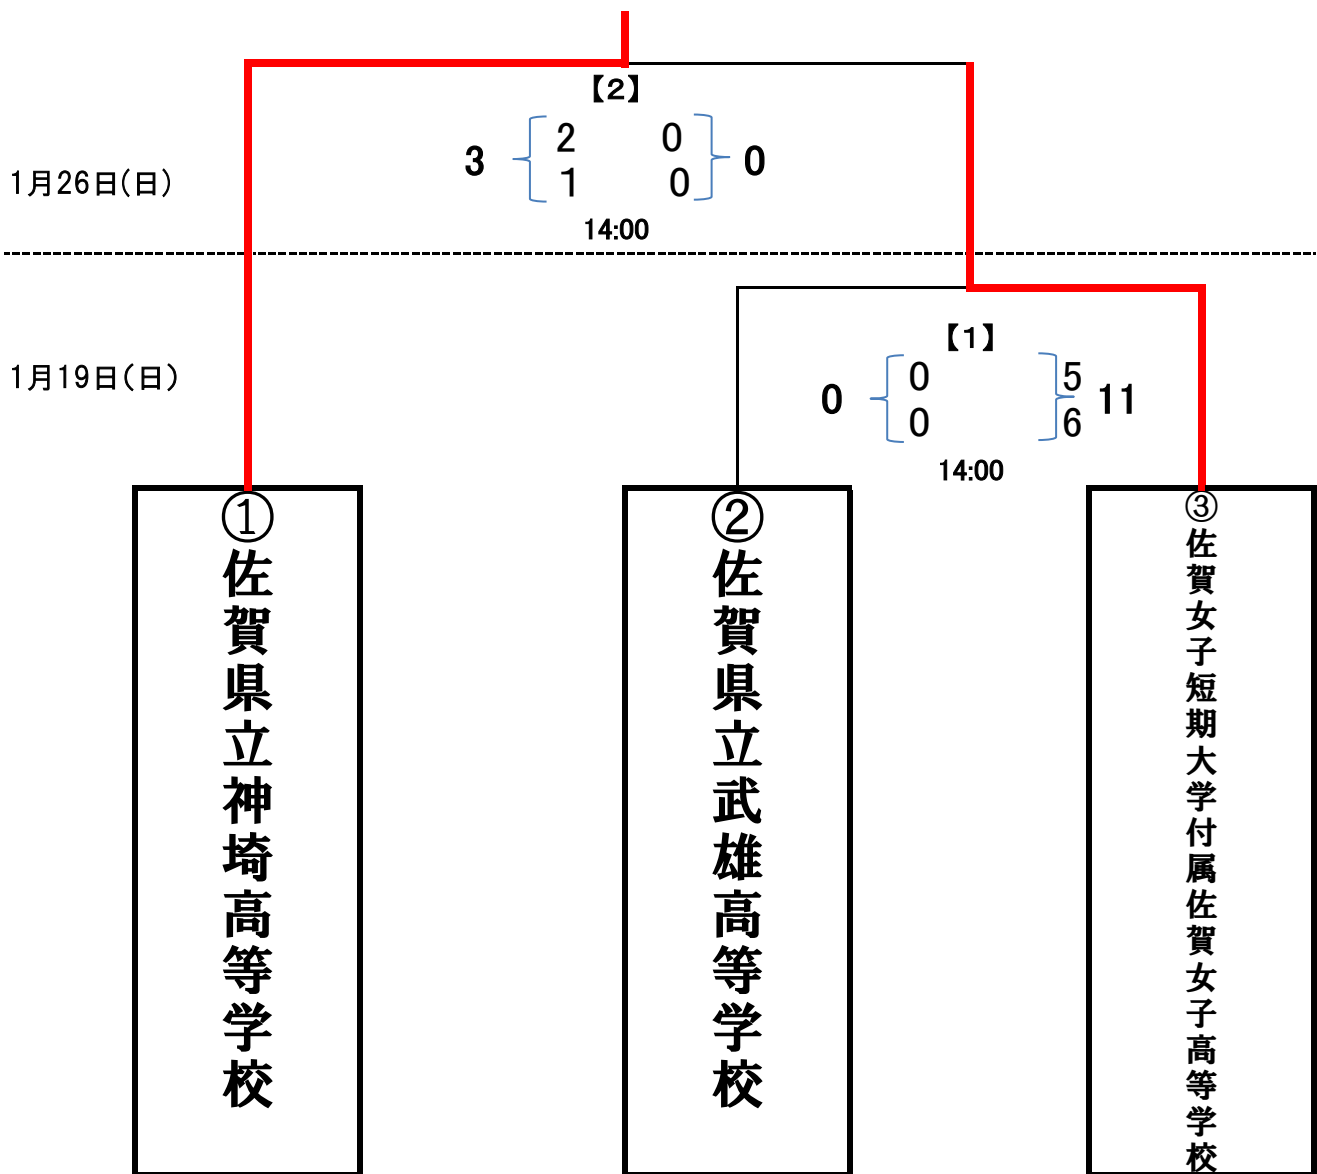 【2】
3 2 0 0
1 0
1月26日(日)
14:00
【1】
0 0 5 11
0 6
1月19日(日)
14:00
①佐賀県立神埼高等学校
②佐賀県立武雄高等学校
③佐賀女子短期大学付属佐賀女子高等学校